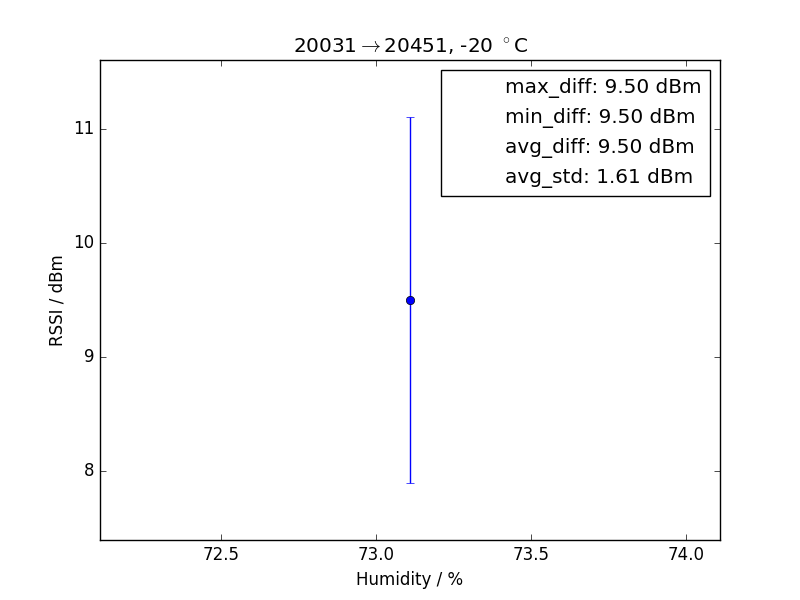 20031→20451, -20 °C
max_diff: 9.50 dBm
min_diff: 9.50 dBm
avg_diff: 9.50 dBm
avg_std: 1.61 dBm
RSSI / dBm
11
10
9
8
72.5 73.0 73.5 74.0
Humidity / %